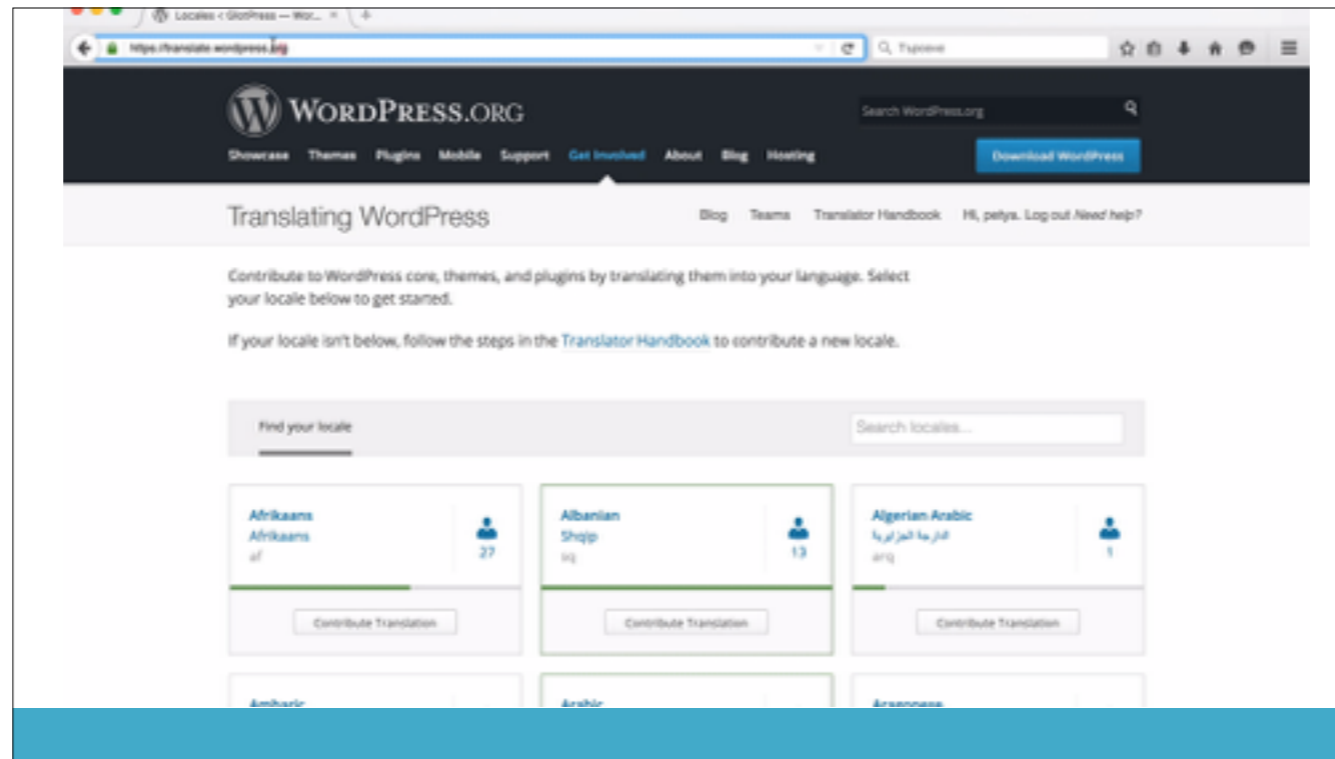 Locales < GlotPress — Wor...
https://translate.wordpress.org
Търсене
WORDPRESS.ORG
Search WordPress.org
Showcase Themes Plugins Mobile Support Get Involved About Blog Hosting
Download WordPress
Translating WordPress
Blog Teams Translator Handbook Hi, petya. Log out Need help?
Contribute to WordPress core, themes, and plugins by translating them into your language. Select
your locale below to get started.
If your locale isn't below, follow the steps in the Translator Handbook to contribute a new locale.
Find your locale
Search locales...
Afrikaans
Afrikaans
af
27
Contribute Translation
Albanian
Shqip
sq
13
Contribute Translation
Algerian Arabic
الدارجة الجزايرية
arq
1
Contribute Translation
Amharic
Arabic
Aragonese